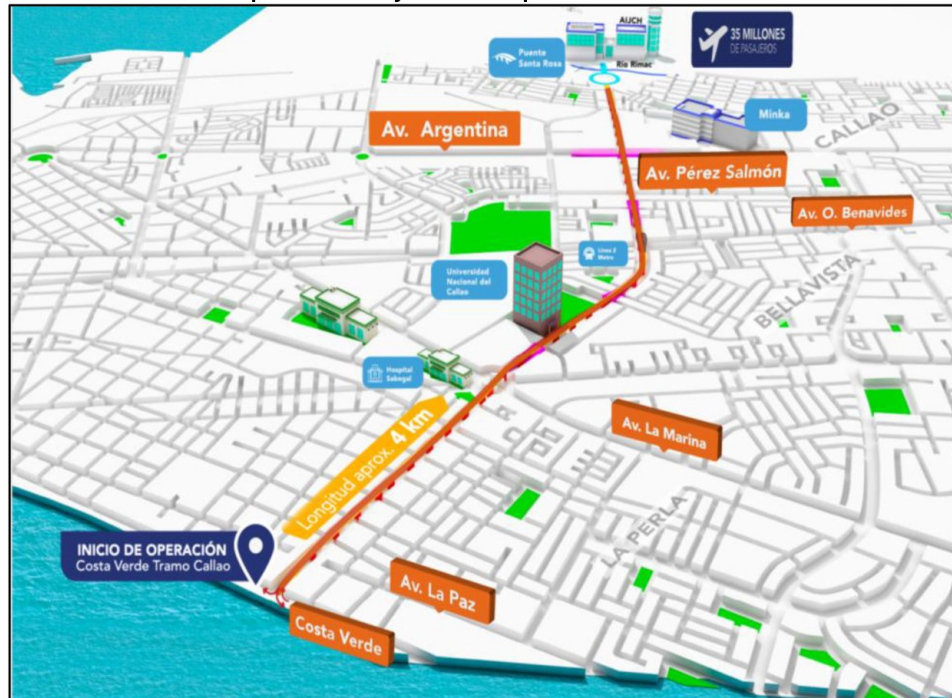 AIJCH
35 MILLONES
DE PASAJEROS
Puente
Santa Rosa
Río Rímac
Minka
CALLAO
Av. Argentina
Av. Pérez Salmón
Av. O. Benavides
Línea 2
Metro
Universidad
Nacional del
Callao
BELLAVISTA
Hospital
Sabogal
Longitud aprox. 4 km
Av. La Marina
LA PERLA
INICIO DE OPERACIÓN
Costa Verde Tramo Callao
Av. La Paz
Costa Verde